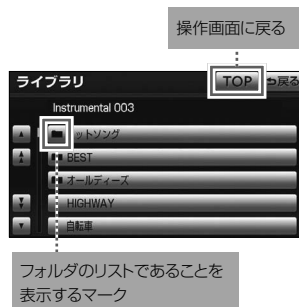 操作画面に戻る
ライブラリ TOP 戻る
Instrumental 003
ットソング
BEST
オールディーズ
HIGHWAY
自転車
フォルダのリストであることを
表示するマーク